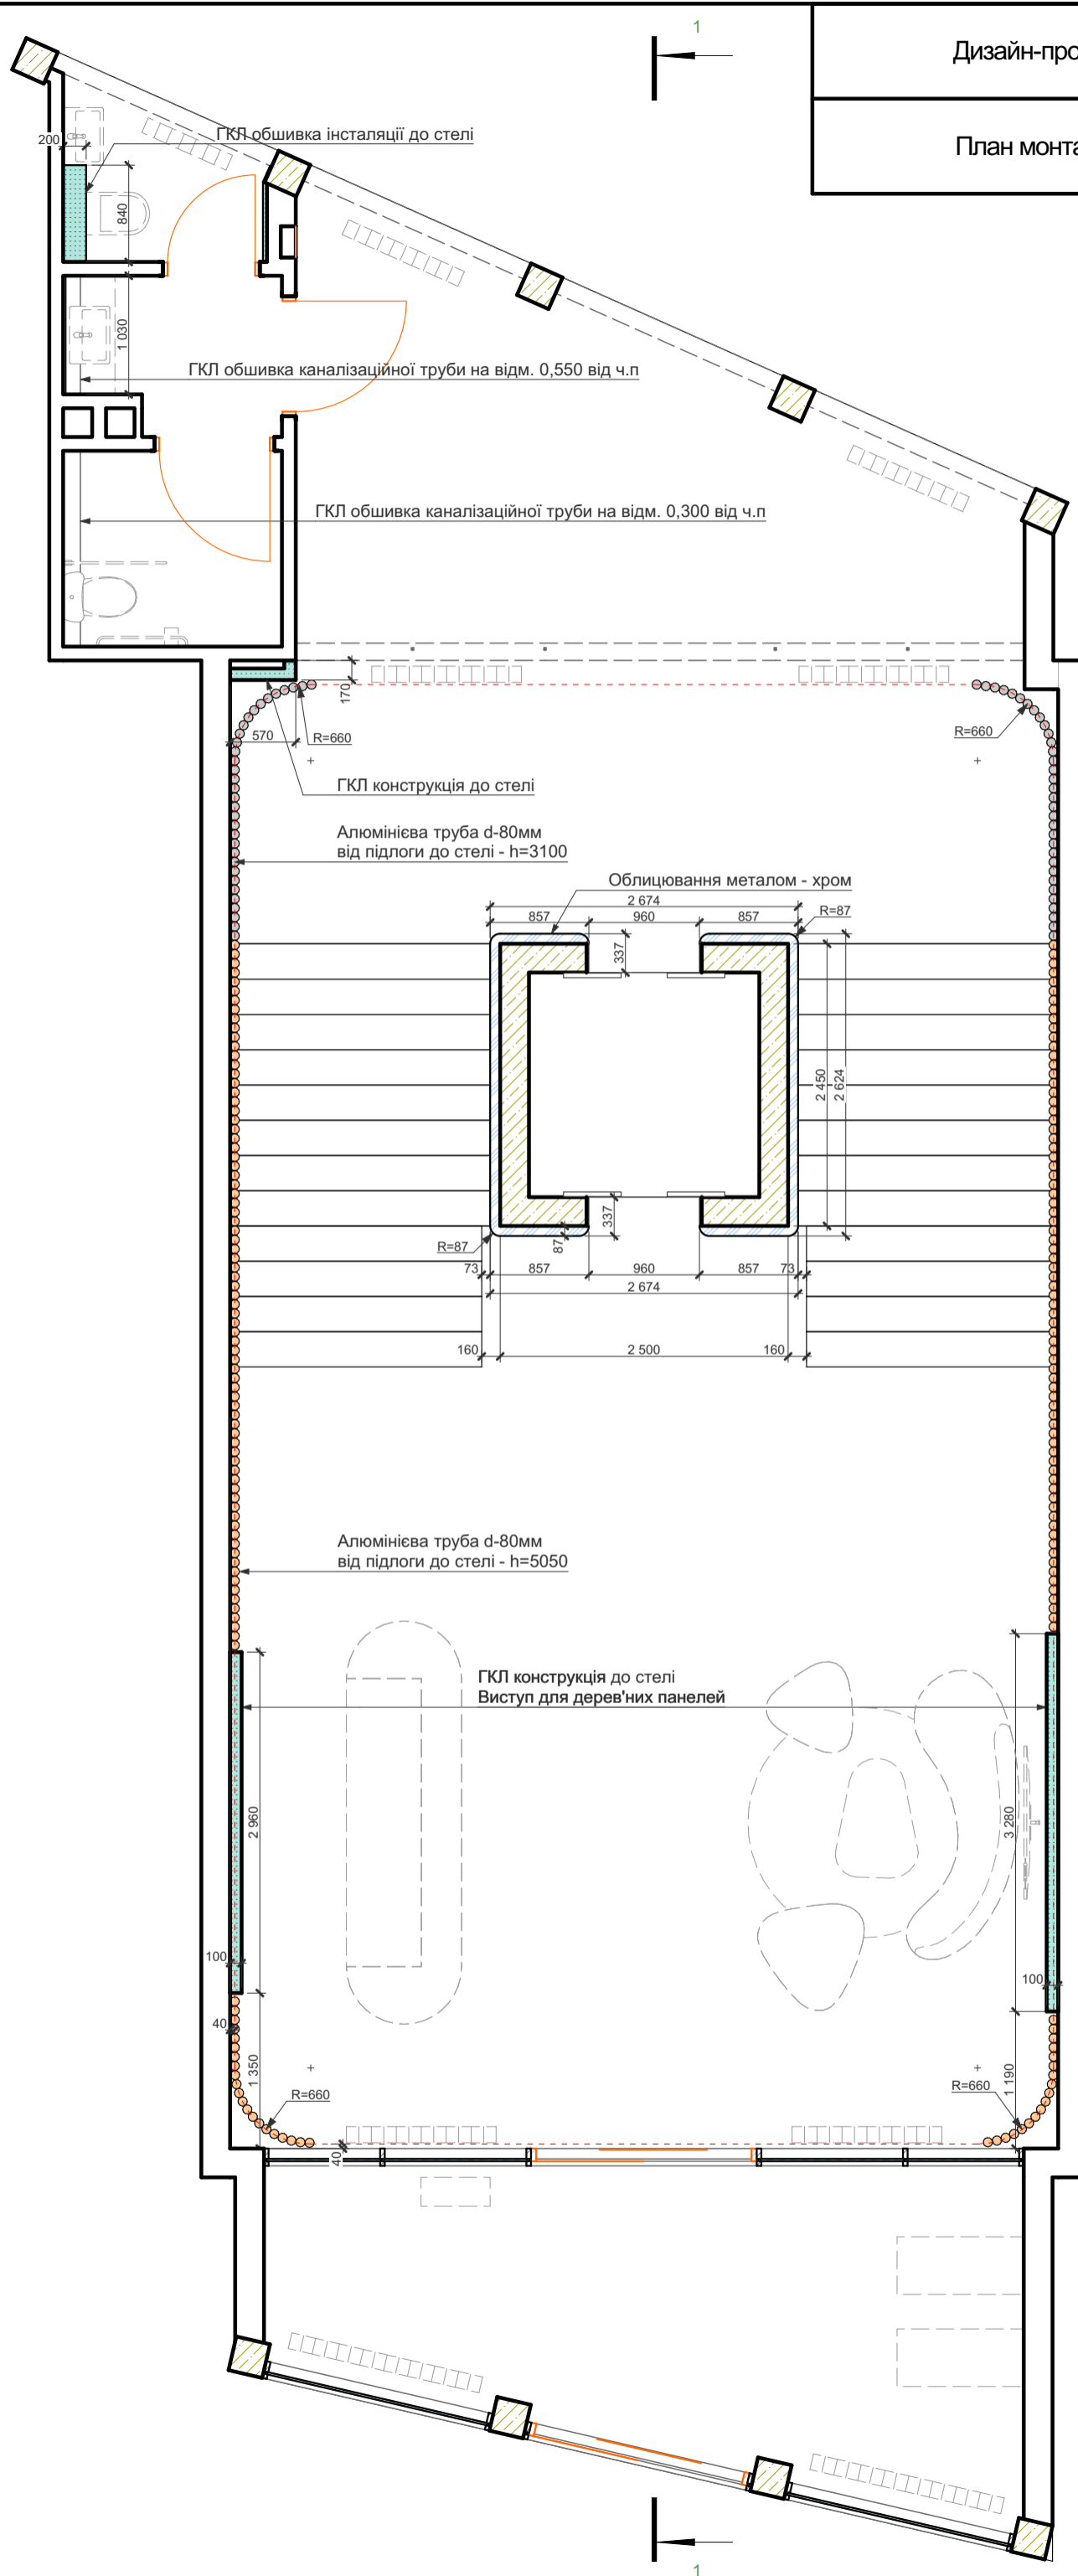 1
Дизайн-про
План монта
ГКЛ обшивка інсталяції до стелі
200
840
1 030
ГКЛ обшивка каналізаційної труби на відм. 0,550 від ч.п
ГКЛ обшивка каналізаційної труби на відм. 0,300 від ч.п
170
570
R=660
R=660
ГКЛ конструкція до стелі
Алюмінієва труба d-80мм
від підлоги до стелі - h=3100
Облицювання металом - хром
2 674
857
960
857
R=87
337
2 450
2 624
337
87
R=87
73
857
960
857
73
2 674
160
2 500
160
Алюмінієва труба d-80мм
від підлоги до стелі - h=5050
ГКЛ конструкція до стелі
Виступ для дерев'них панелей
2 960
3 280
100
100
40
1 350
1 190
R=660
R=660
40
1